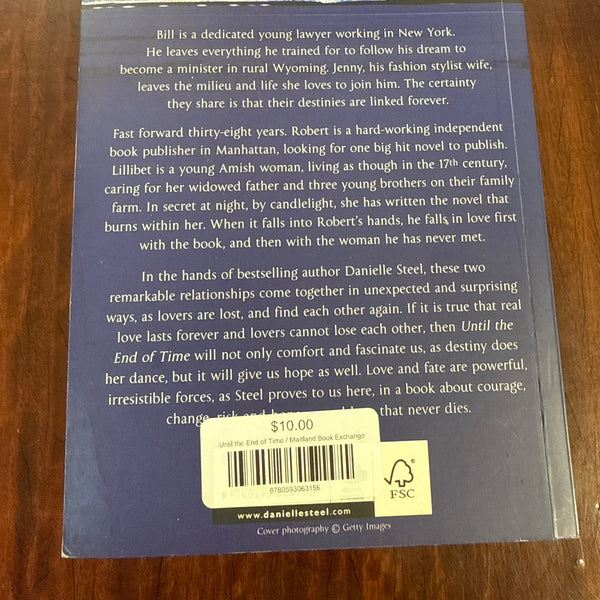 Bill is a dedicated young lawyer working in New York.
He leaves everything he trained for to follow his dream to
become a minister in rural Wyoming. Jenny, his fashion stylist wife,
leaves the milieu and life she loves to join him. The certainty
they share is that their destinies are linked forever.
Fast forward thirty-eight years. Robert is a hard-working independent
book publisher in Manhattan, looking for one big hit novel to publish.
Lillibet is a young Amish woman, living as though in the 17th century,
caring for her widowed father and three young brothers on their family
farm. In secret at night, by candlelight, she has written the novel that
burns within her. When it falls into Robert's hands, he falls in love first
with the book, and then with the woman he has never met.
In the hands of bestselling author Danielle Steel, these two
remarkable relationships come together in unexpected and surprising
ways, as lovers are lost, and find each other again. If it is true that real
love lasts forever and lovers cannot lose each other, then Until the
End of Time will not only comfort and fascinate us, as destiny does
her dance, but it will give us hope as well. Love and fate are powerful,
irresistible forces, as Steel proves to us here, in a book about courage,
change, risk and that never dies.
$10.00
Until the End of Time / Maitland Book Exchange
9780593063156
FSC
www.daniellesteel.com
Cover photography © Getty Images